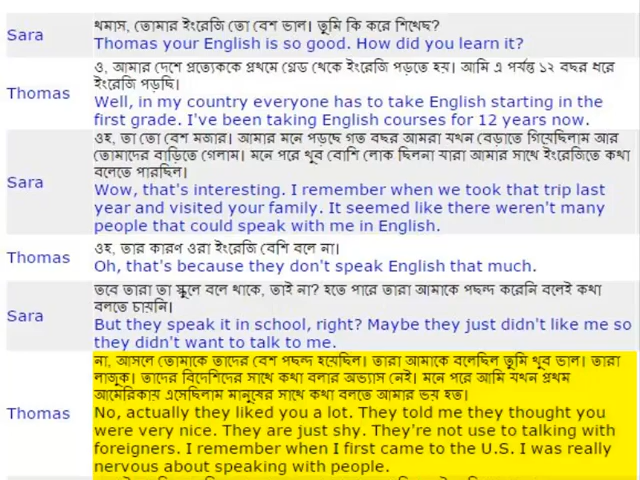 থমাস, তোমার ইংরেজি তো বেশ ভাল। তুমি কি করে শিখেছ?
Sara
Thomas your English is so good. How did you learn it?
ও, আমার দেশে প্রত্যেককে প্রথমে গ্রেড থেকে ইংরেজি পড়তে হয়। আমি এ পর্যন্ত ১২ বছর ধরে
ইংরেজি পড়ছি।
Thomas
Well, in my country everyone has to take English starting in the
first grade. I've been taking English courses for 12 years now.
ওহ, তা তো বেশ মজার। আমার মনে পড়ছে গত বছর আমরা যখন বেড়াতে গিয়েছিলাম আর
তোমাদের বাড়িতে গেলাম। মনে পরে খুব বেশি লোক ছিলনা যারা আমার সাথে ইংরেজিতে কথা
বলতে পারছিল।
Sara
Wow, that's interesting. I remember when we took that trip last
year and visited your family. It seemed like there weren't many
people that could speak with me in English.
ওহ, তার কারণ ওরা ইংরেজি বেশি বলে না।
Thomas
Oh, that's because they don't speak English that much.
তবে তারা তা স্কুলে বলে থাকে, তাই না? হতে পারে তারা আমাকে পছন্দ করেনি বলেই কথা
বলতে চায়নি।
Sara
But they speak it in school, right? Maybe they just didn't like me so
they didn't want to talk to me.
না, আসলে তোমাকে তাদের বেশ পছন্দ হয়েছিল। তারা আমাকে বলেছিল তুমি খুব ভাল। তারা
লাজুক। তাদের বিদেশিদের সাথে কথা বলার অভ্যাস নেই। মনে পরে আমি যখন প্রথম
আমেরিকায় এসেছিলাম মানুষের সাথে কথা বলতে আমার ভয় হত।
Thomas
No, actually they liked you a lot. They told me they thought you
were very nice. They are just shy. They're not use to talking with
foreigners. I remember when I first came to the U.S. I was really
nervous about speaking with people.